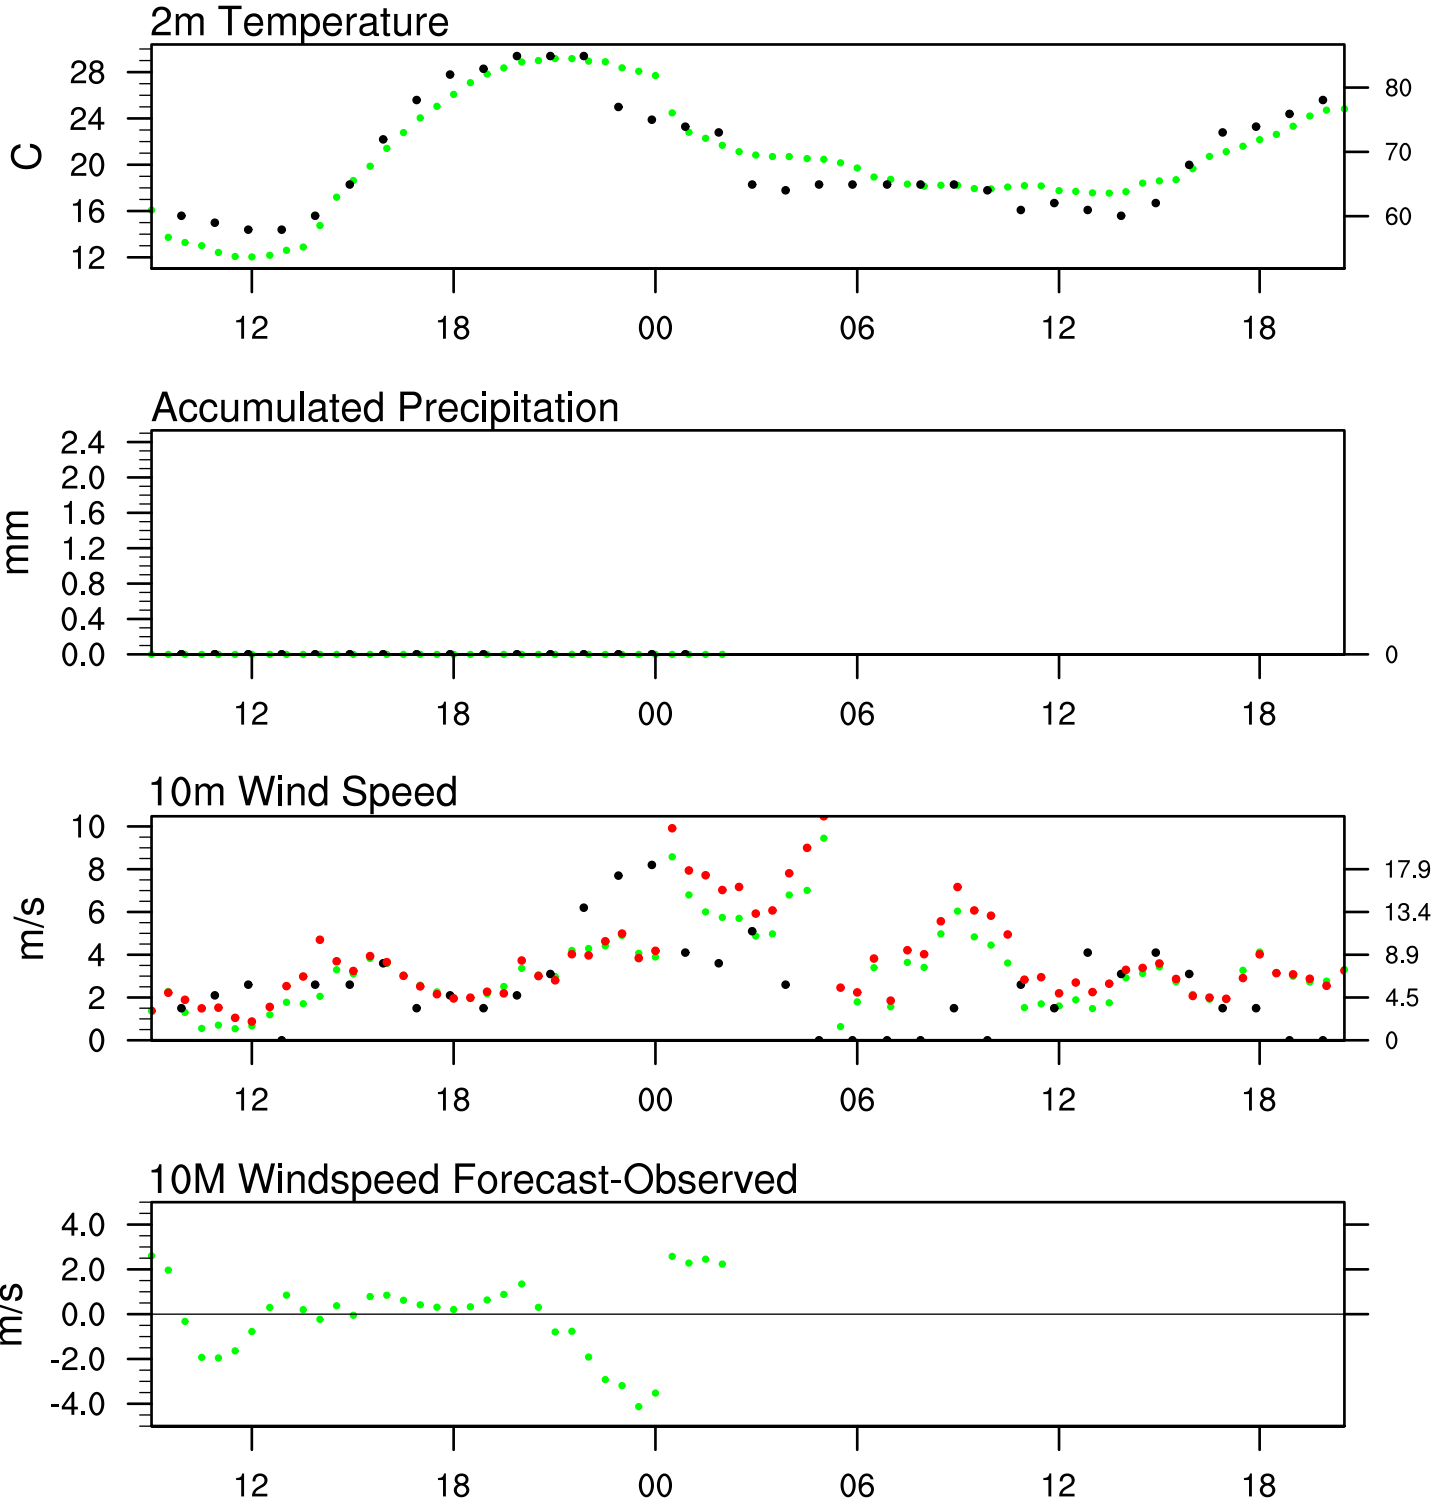 2m Temperature
28
24
20
16
12
C
80
70
60
12 18 00 06 12 18
Accumulated Precipitation
2.4
2.0
1.6
1.2
0.8
0.4
0.0
mm
0
12 18 00 06 12 18
10m Wind Speed
10
8
6
4
2
0
m/s
17.9
13.4
8.9
4.5
0
12 18 00 06 12 18
10M Windspeed Forecast-Observed
4.0
2.0
0.0
-2.0
-4.0
m/s
12 18 00 06 12 18